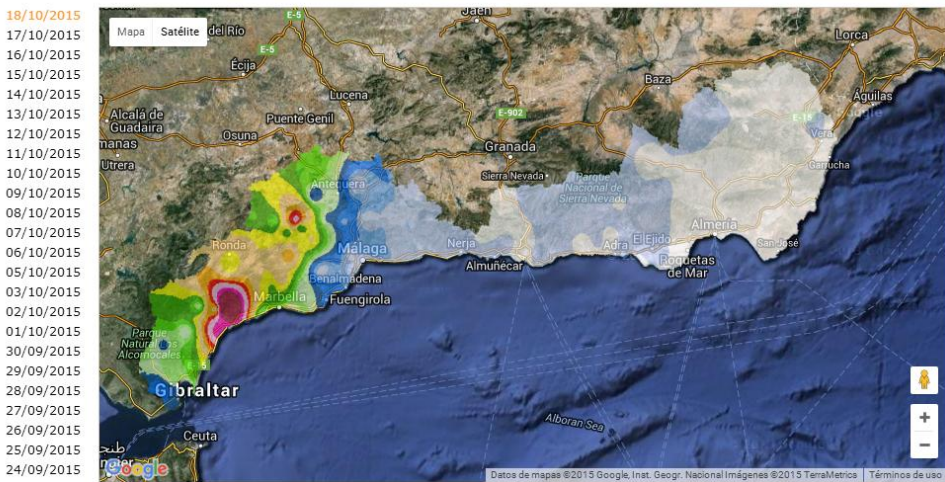 18/10/2015
17/10/2015
16/10/2015
15/10/2015
14/10/2015
13/10/2015
12/10/2015
11/10/2015
10/10/2015
09/10/2015
08/10/2015
07/10/2015
06/10/2015
05/10/2015
03/10/2015
02/10/2015
01/10/2015
30/09/2015
29/09/2015
28/09/2015
27/09/2015
26/09/2015
25/09/2015
24/09/2015
Mapa Satélite
del Río
E-5
Jaén
Lorca
E-5
Écija
Baza
Águilas
Lucena
Alcalá de
Guadaira
Puente Genil
E-902
E-15
Osuna
Vera
Utrera
Granada
Garrucha
Sierra Nevada
Antequera
Parque
Nacional de
Sierra Nevada
Ronda
Málaga
Nerja
Adra
El Ejido
Almería
San José
Almuñecar
Roquetas
de Mar
Benalmádena
Marbella
Fuengirola
Parque
Natural los
Alcornocales
Gibraltar
Alboran Sea
Ceuta
طنجة
Google
+
−
Datos de mapas ©2015 Google, Inst. Geogr. Nacional Imágenes ©2015 TerraMetrics
Términos de uso